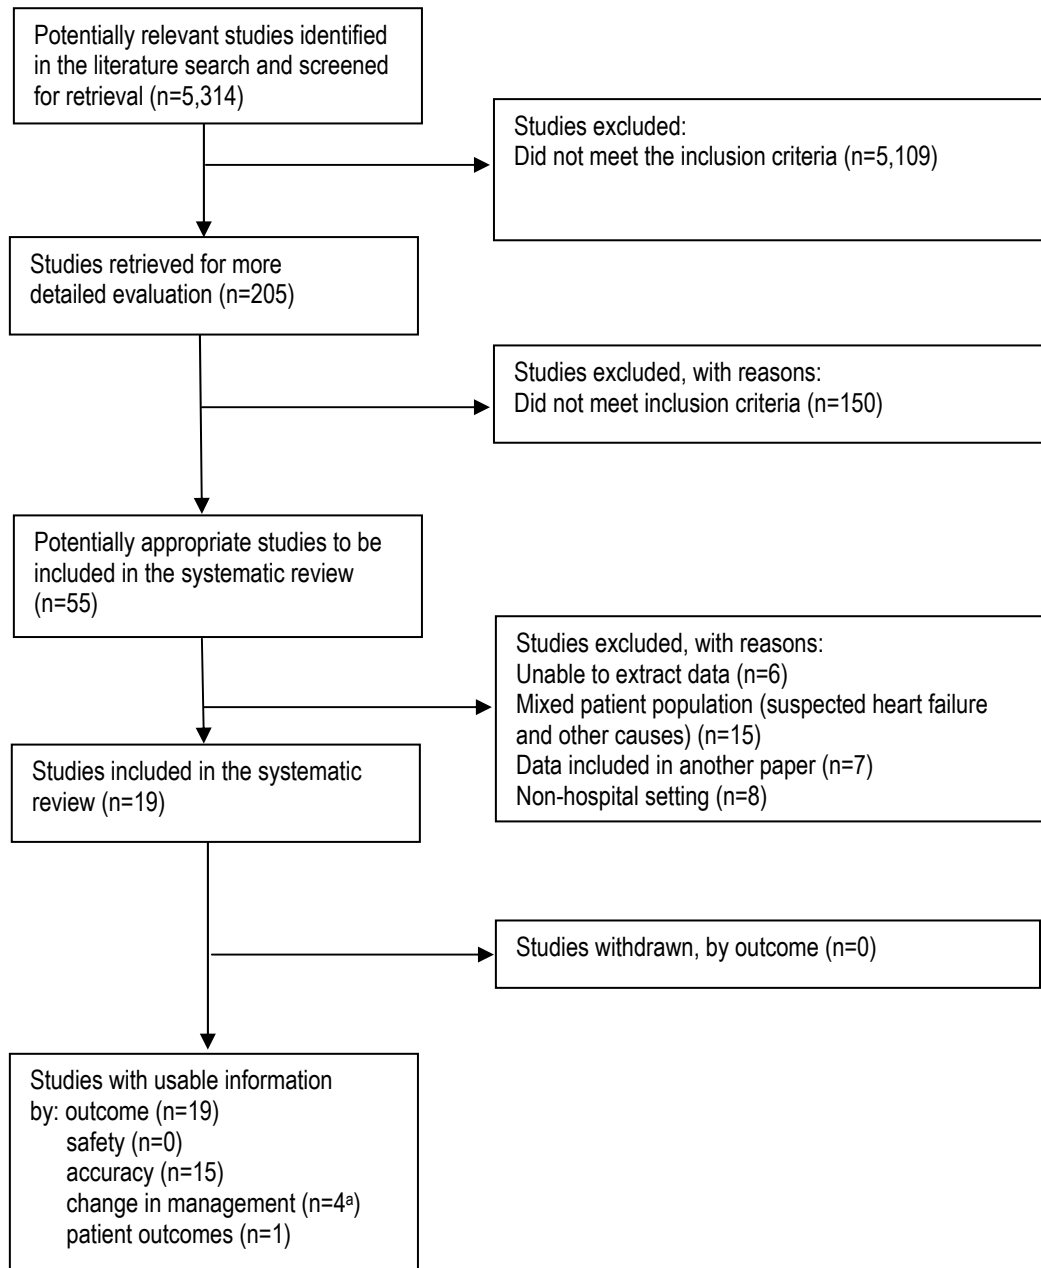 Potentially relevant studies identified
in the literature search and screened
for retrieval (n=5,314)
Studies excluded:
Did not meet the inclusion criteria (n=5,109)
Studies retrieved for more
detailed evaluation (n=205)
Studies excluded, with reasons:
Did not meet inclusion criteria (n=150)
Potentially appropriate studies to be
included in the systematic review
(n=55)
Studies excluded, with reasons:
Unable to extract data (n=6)
Mixed patient population (suspected heart failure
and other causes) (n=15)
Data included in another paper (n=7)
Non-hospital setting (n=8)
Studies included in the systematic
review (n=19)
Studies withdrawn, by outcome (n=0)
Studies with usable information
by: outcome (n=19)
safety (n=0)
accuracy (n=15)
change in management (n=4ᵃ)
patient outcomes (n=1)